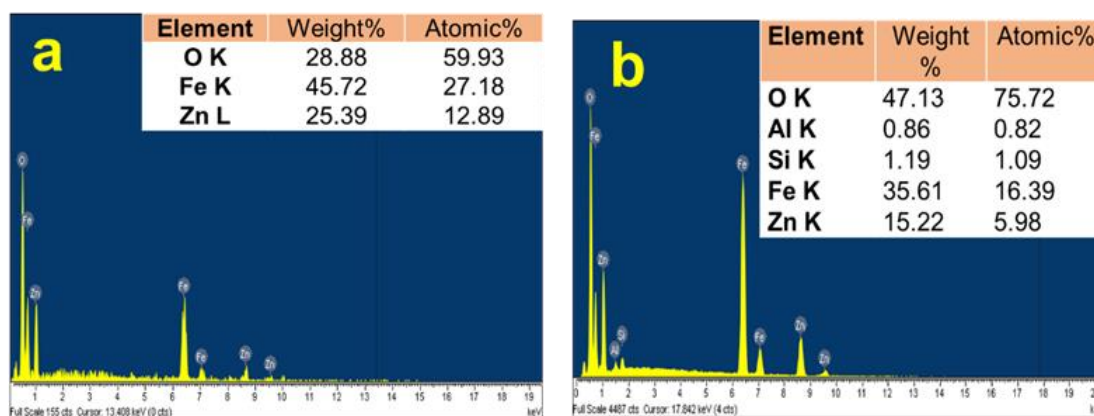 a
Element Weight% Atomic%
O K 28.88 59.93
Fe K 45.72 27.18
Zn L 25.39 12.89
O
Fe
Zn
Fe
Fe
Zn
Zn
1 2 3 4 5 6 7 8 9 10 11 12 13 14 15 16 17 18 19
Full Scale 155 cts Cursor: 13.408 keV (0 cts) keV
b
Element Weight % Atomic%
O K 47.13 75.72
Al K 0.86 0.82
Si K 1.19 1.09
Fe K 35.61 16.39
Zn K 15.22 5.98
O
Fe
Zn
Al
Si
Fe
Fe
Zn
Zn
0 1 2 3 4 5 6 7 8 9 10 11 12 13 14 15 16 17 18 19
Full Scale 4487 cts Cursor: 17.842 keV (4 cts)